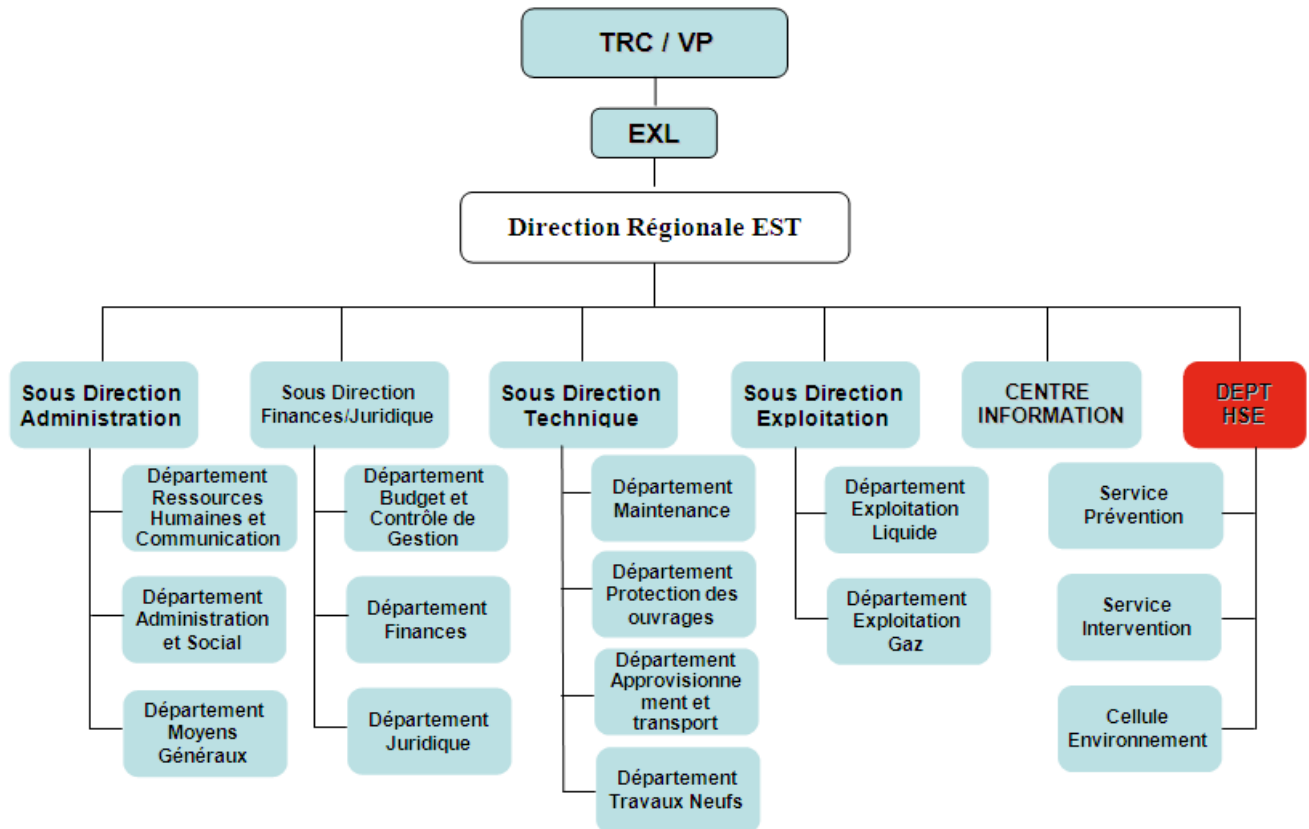 TRC / VP
EXL
Direction Régionale EST
Sous Direction
Administration
Sous Direction
Finances/Juridique
Sous Direction
Technique
Sous Direction
Exploitation
CENTRE
INFORMATION
DEPT
HSE
Département
Ressources
Humaines et
Communication
Département
Administration
et Social
Département
Moyens
Généraux
Département
Budget et
Contrôle de
Gestion
Département
Finances
Département
Juridique
Département
Maintenance
Département
Protection des
ouvrages
Département
Approvisionne
ment et
transport
Département
Travaux Neufs
Département
Exploitation
Liquide
Département
Exploitation
Gaz
Service
Prévention
Service
Intervention
Cellule
Environnement